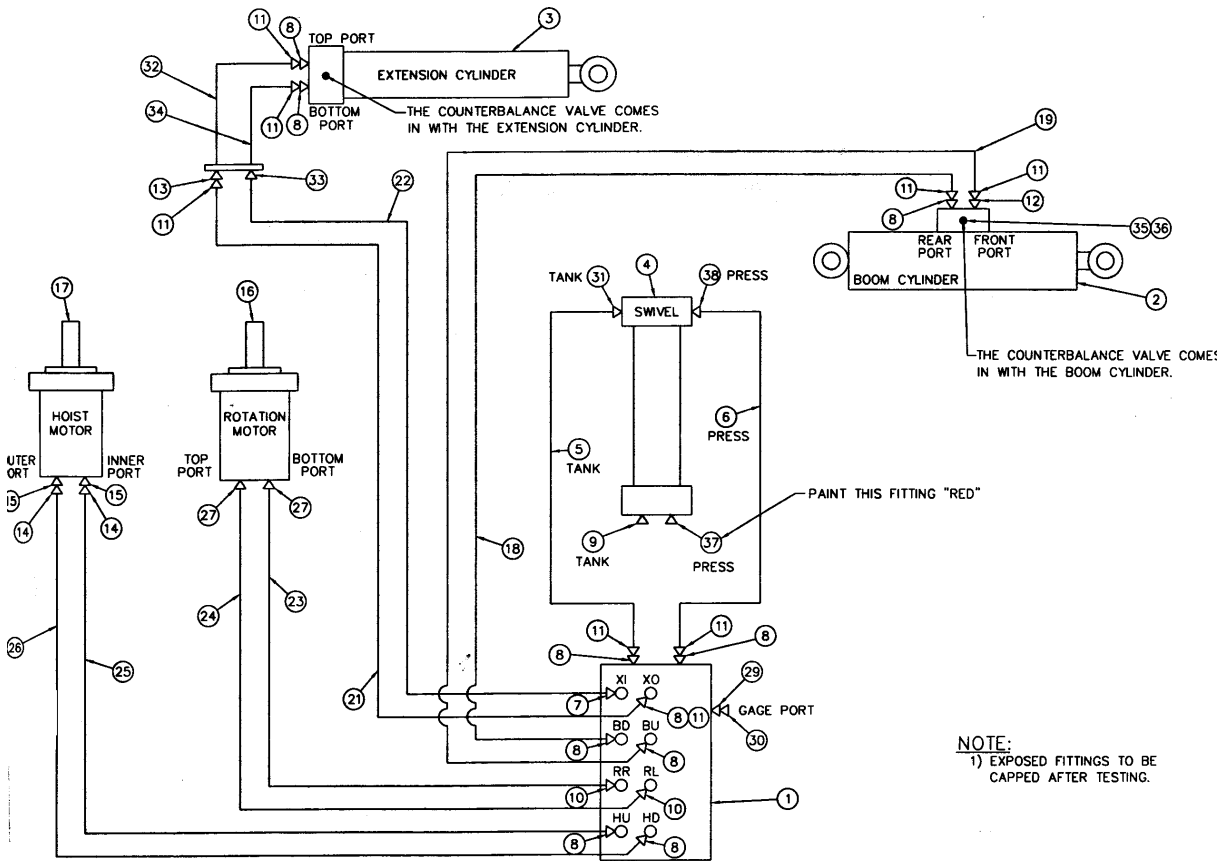 11
8
3
TOP PORT
32
EXTENSION CYLINDER
34
11
8
BOTTOM
PORT
THE COUNTERBALANCE VALVE COMES
IN WITH THE EXTENSION CYLINDER.
19
13
33
22
11
11
11
8
12
35 36
REAR
PORT
FRONT
PORT
BOOM CYLINDER
2
THE COUNTERBALANCE VALVE COMES
IN WITH THE BOOM CYLINDER.
4
TANK 31
38 PRESS
SWIVEL
17
16
HOIST
MOTOR
ROTATION
MOTOR
6
PRESS
5
TANK
UTER
ORT
INNER
PORT
TOP
PORT
BOTTOM
PORT
15
15
14
14
27
27
PAINT THIS FITTING "RED"
9
TANK
37
PRESS
18
24
23
26
25
21
11
11
8
8
XI XO
7
8 11
29
GAGE PORT
30
BD BU
8
8
RR RL
10
10
1
HU HD
8
8
NOTE:
1) EXPOSED FITTINGS TO BE
CAPPED AFTER TESTING.